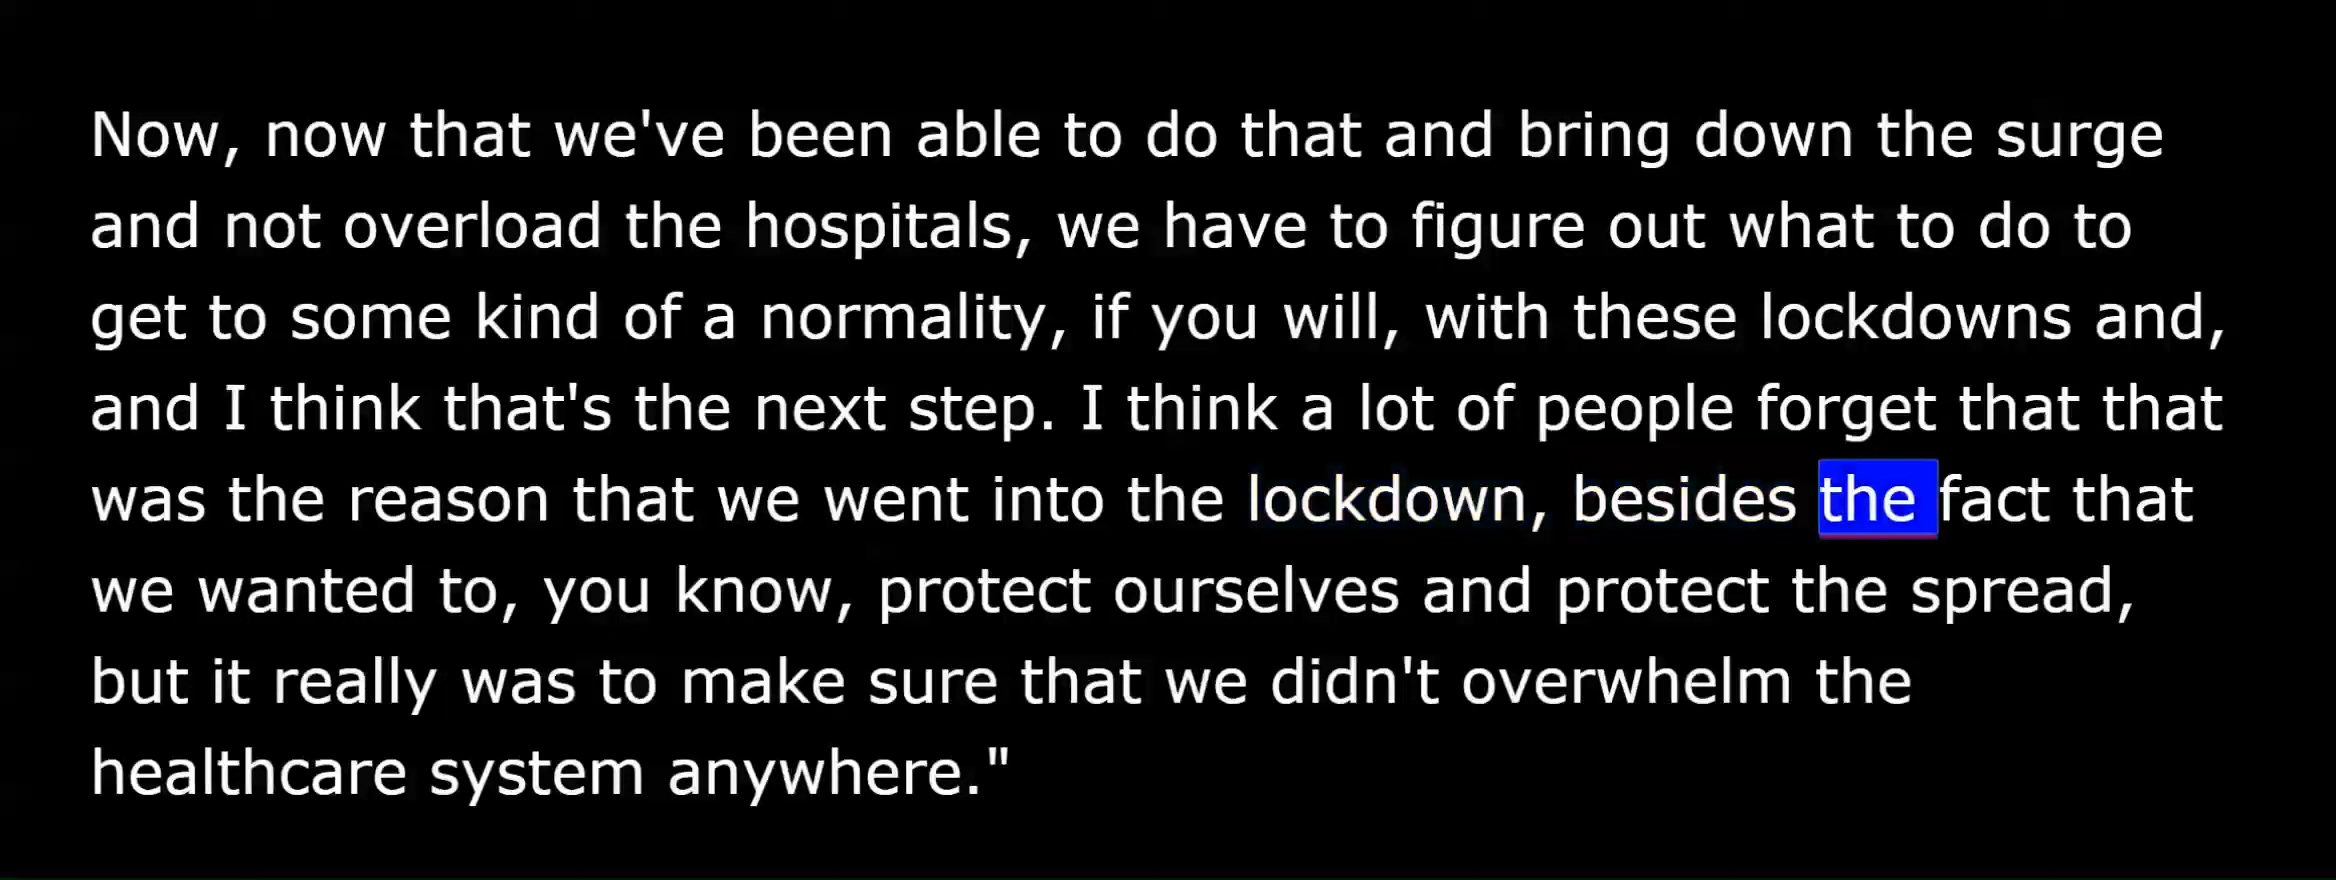 Now, now that we've been able to do that and bring down the surge
and not overload the hospitals, we have to figure out what to do to
get to some kind of a normality, if you will, with these lockdowns and,
and I think that's the next step. I think a lot of people forget that that
was the reason that we went into the lockdown, besides the fact that
we wanted to, you know, protect ourselves and protect the spread,
but it really was to make sure that we didn't overwhelm the
healthcare system anywhere."